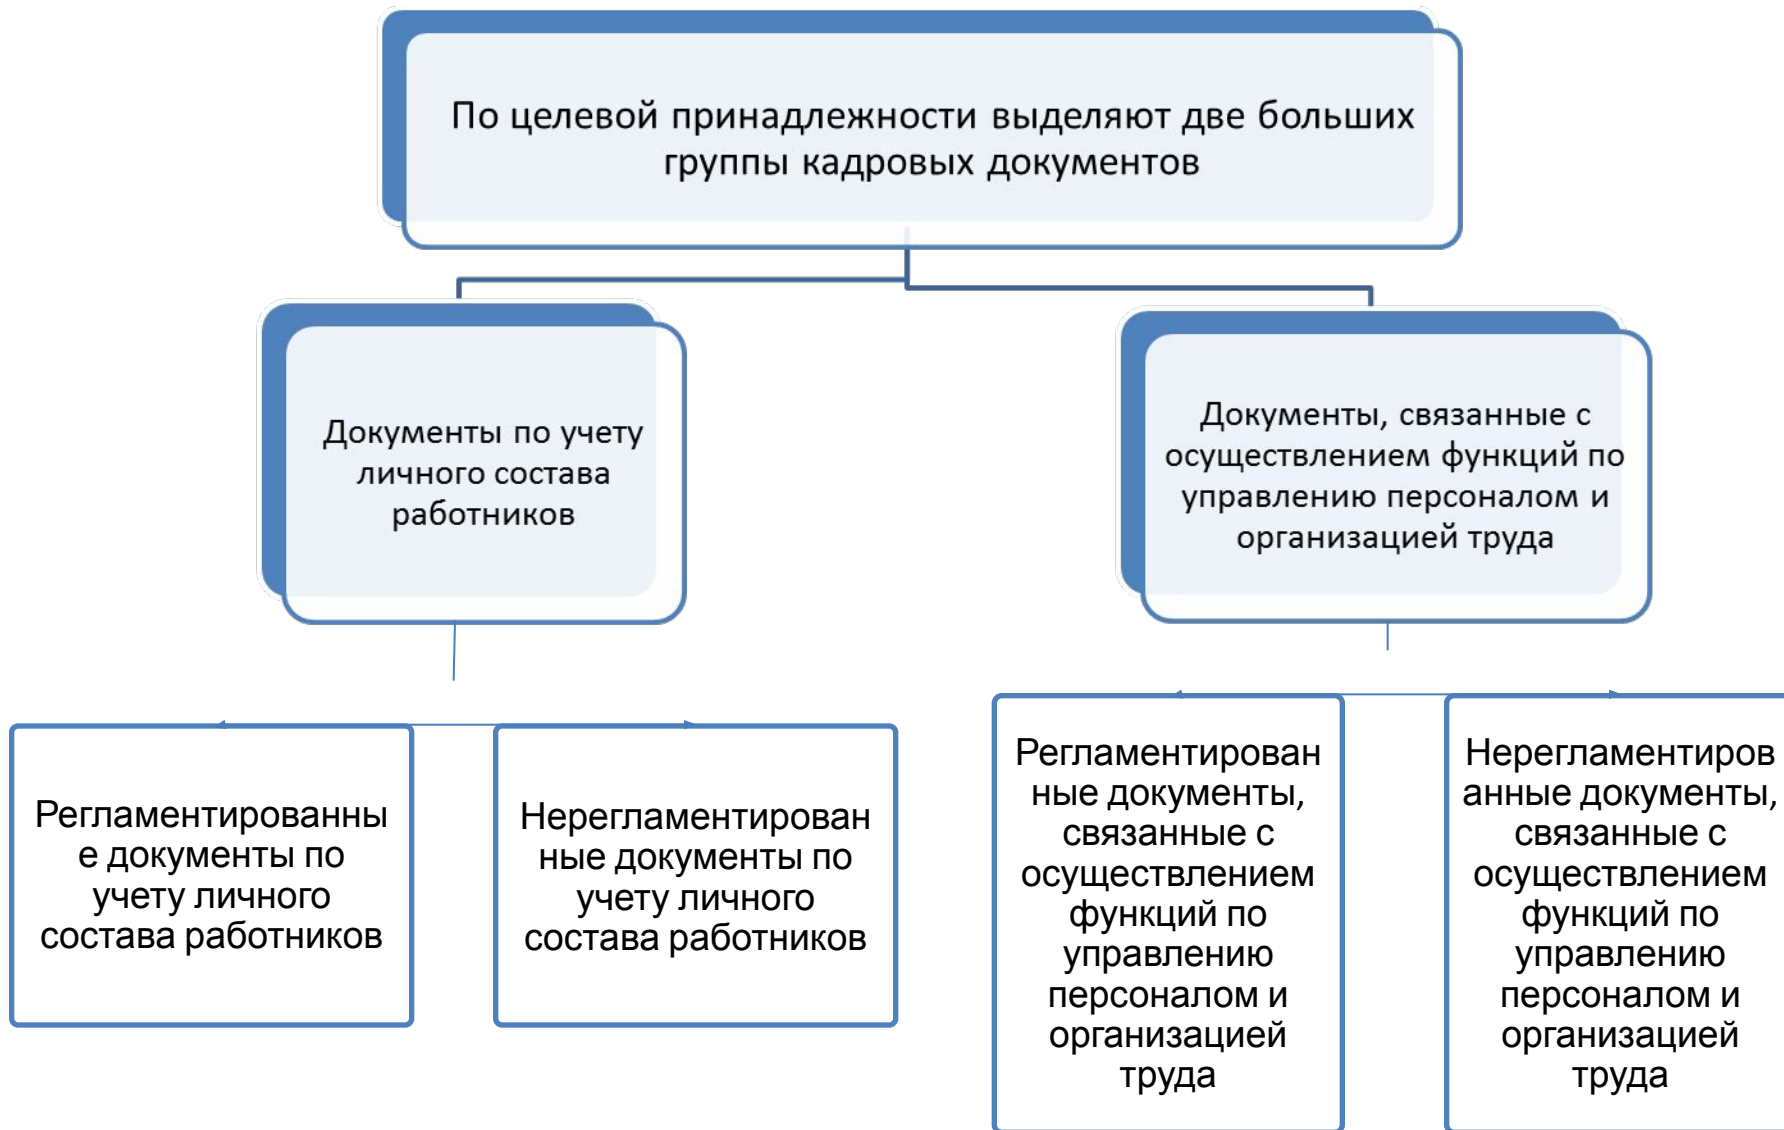 По целевой принадлежности выделяют две больших
группы кадровых документов
Документы по учету
личного состава
работников
Документы, связанные с
осуществлением функций по
управлению персоналом и
организацией труда
Регламентированны
е документы по
учету личного
состава работников
Нерегламентирован
ные документы по
учету личного
состава работников
Регламентирован
ные документы,
связанные с
осуществлением
функций по
управлению
персоналом и
организацией
труда
Нерегламентиров
анные документы,
связанные с
осуществлением
функций по
управлению
персоналом и
организацией
труда